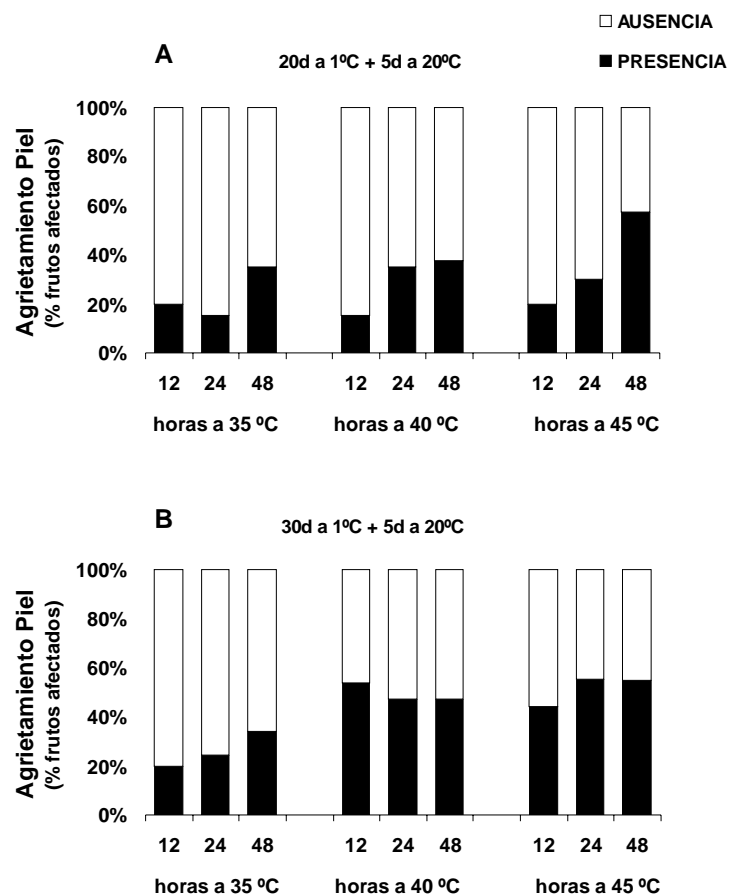 AUSENCIA
PRESENCIA
A
20d a 1ºC + 5d a 20ºC
Agrietamiento Piel
(% frutos afectados)
100%
80%
60%
40%
20%
0%
12 24 48 12 24 48 12 24 48
horas a 35 ºC horas a 40 ºC horas a 45 ºC
B
30d a 1ºC + 5d a 20ºC
Agrietamiento Piel
(% frutos afectados)
100%
80%
60%
40%
20%
0%
12 24 48 12 24 48 12 24 48
horas a 35 ºC horas a 40 ºC horas a 45 ºC